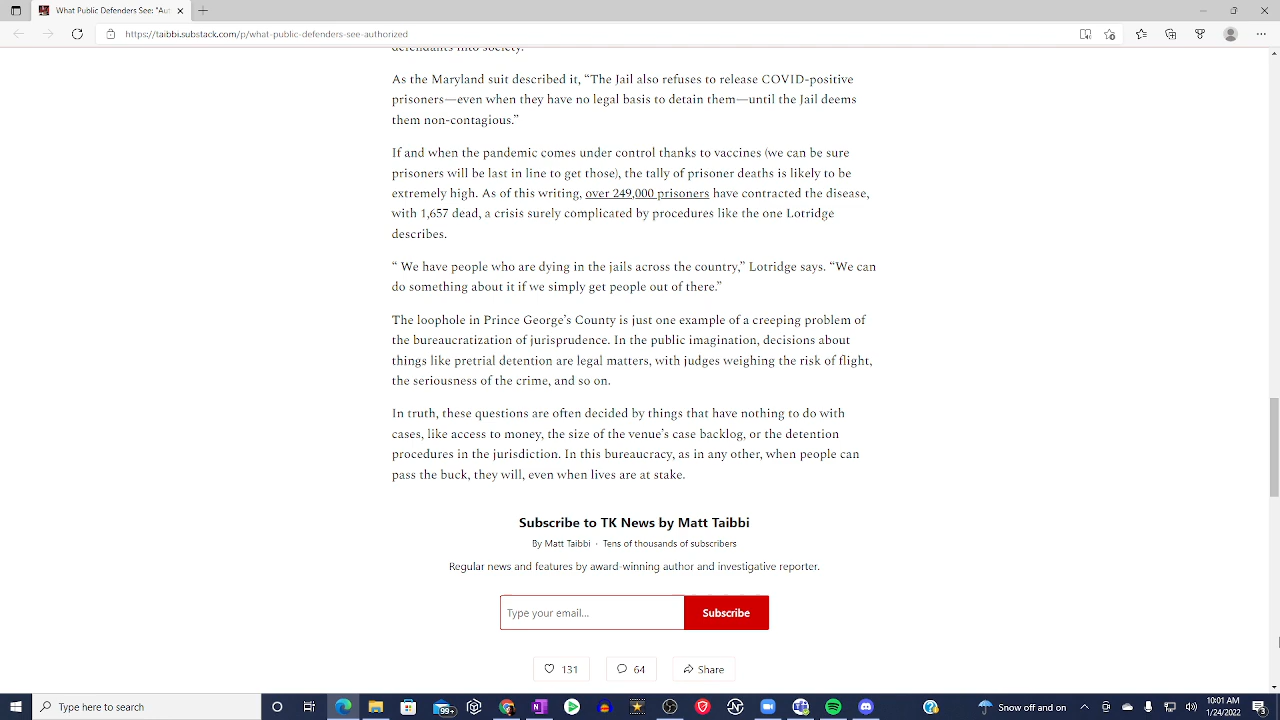 What Public Defenders See: "Aut
https://taibbi.substack.com/p/what-public-defenders-see-authorized
defendants into society.
As the Maryland suit described it, “The Jail also refuses to release COVID-positive
prisoners—even when they have no legal basis to detain them—until the Jail deems
them non-contagious.”
If and when the pandemic comes under control thanks to vaccines (we can be sure
prisoners will be last in line to get those), the tally of prisoner deaths is likely to be
extremely high. As of this writing, over 249,000 prisoners have contracted the disease,
with 1,657 dead, a crisis surely complicated by procedures like the one Lotridge
describes.
“ We have people who are dying in the jails across the country,” Lotridge says. “We can
do something about it if we simply get people out of there.”
The loophole in Prince George’s County is just one example of a creeping problem of
the bureaucratization of jurisprudence. In the public imagination, decisions about
things like pretrial detention are legal matters, with judges weighing the risk of flight,
the seriousness of the crime, and so on.
In truth, these questions are often decided by things that have nothing to do with
cases, like access to money, the size of the venue’s case backlog, or the detention
procedures in the jurisdiction. In this bureaucracy, as in any other, when people can
pass the buck, they will, even when lives are at stake.
Subscribe to TK News by Matt Taibbi
By Matt Taibbi · Tens of thousands of subscribers
Regular news and features by award-winning author and investigative reporter.
Type your email... Subscribe
131 64 Share
Type here to search 99+ Snow off and on 10:01 AM
1/24/2022